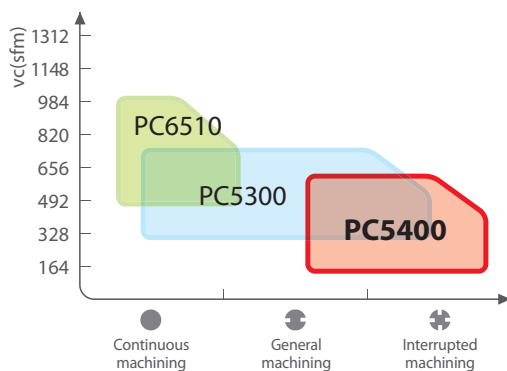 vc(sfm)
1312
1148
984
820
656
492
328
164
PC6510
PC5300
PC5400
Continuous
machining
General
machining
Interrupted
machining